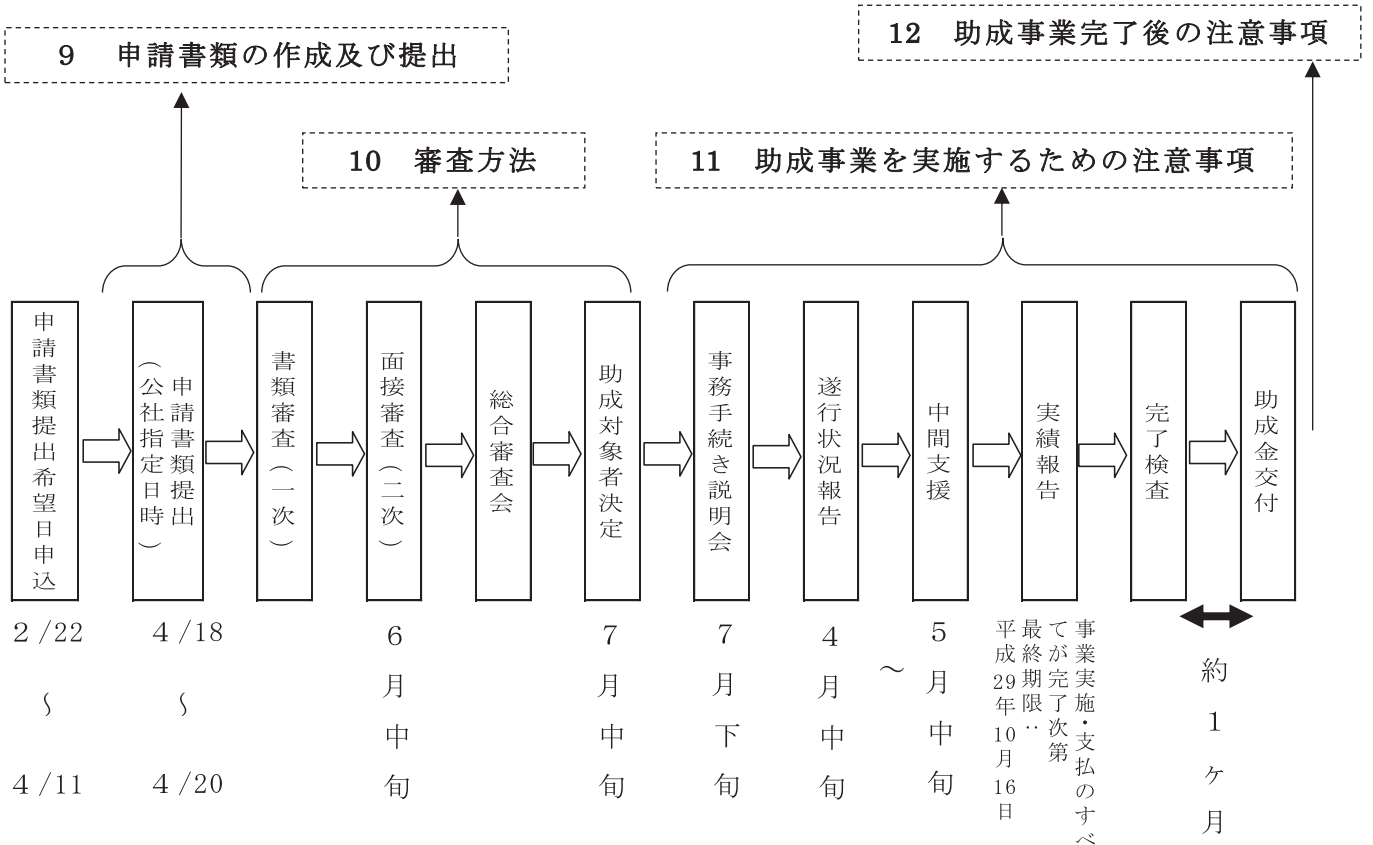 9 申請書類の作成及び提出
12 助成事業完了後の注意事項
10 審査方法
11 助成事業を実施するための注意事項
申請書類提出希望日申込
申請書類提出
(公社指定日時)
書類審査(一次)
面接審査(二次)
総合審査会
助成対象者決定
事務手続き説明会
遂行状況報告
中間支援
実績報告
完了検査
助成金交付
2/22
~
4/11
4/18
~
4/20
6月中旬
7月中旬
7月下旬
4月中旬
~
5月中旬
事業実施・支払のすべ
てが完了次第
最終期限:
平成29年10月16日
約1ヶ月